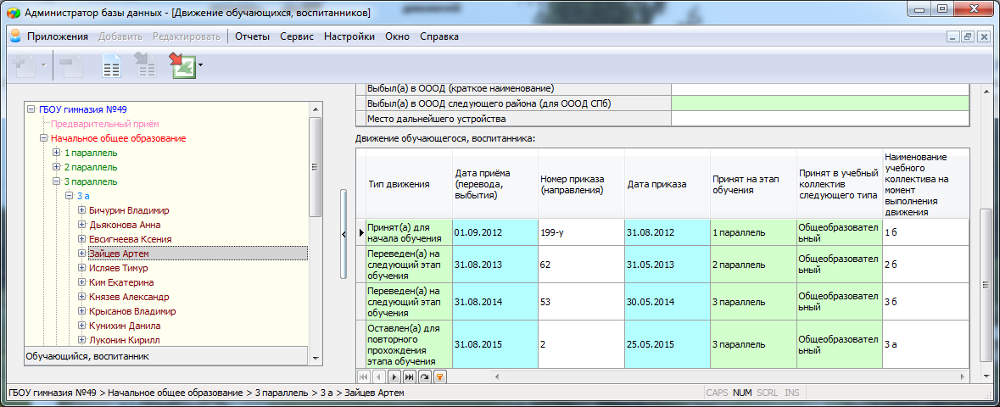 Администратор базы данных - [Движение обучающихся, воспитанников]
Приложения Добавить Редактировать Отчеты Сервис Настройки Окно Справка
ГБОУ гимназия №49
Предварительный приём
Начальное общее образование
1 параллель
2 параллель
3 параллель
3 а
Бичурин Владимир
Дьяконова Анна
Евсигнеева Ксения
Зайцев Артем
Исляев Тимур
Ким Екатерина
Князев Александр
Крысанов Владимир
Кунихин Данила
Луконин Кирилл
Обучающийся, воспитанник
Выбыл(а) в ОООД (краткое наименование)
Выбыл(а) в ОООД следующего района (для ОООД СПб)
Место дальнейшего устройства
Движение обучающегося, воспитанника:
Тип движения
Дата приёма
(перевода,
выбытия)
Номер приказа
(направления)
Дата приказа
Принят на этап
обучения
Принят в учебный
коллектив
следующего типа
Наименование
учебного
коллектива на
момент
выполнения
движения
Принят(а) для
начала обучения
01.09.2012
199-у
31.08.2012
1 параллель
Общеобразовател
ьный
1 б
Переведен(а) на
следующий этап
обучения
31.08.2013
62
31.05.2013
2 параллель
Общеобразовател
ьный
2 б
Переведен(а) на
следующий этап
обучения
31.08.2014
53
30.05.2014
3 параллель
Общеобразовател
ьный
3 б
Оставлен(а) для
повторного
прохождения
этапа обучения
31.08.2015
2
25.05.2015
3 параллель
Общеобразовател
ьный
3 а
ГБОУ гимназия №49 > Начальное общее образование > 3 параллель > 3 а > Зайцев Артем
CAPS NUM SCRL INS